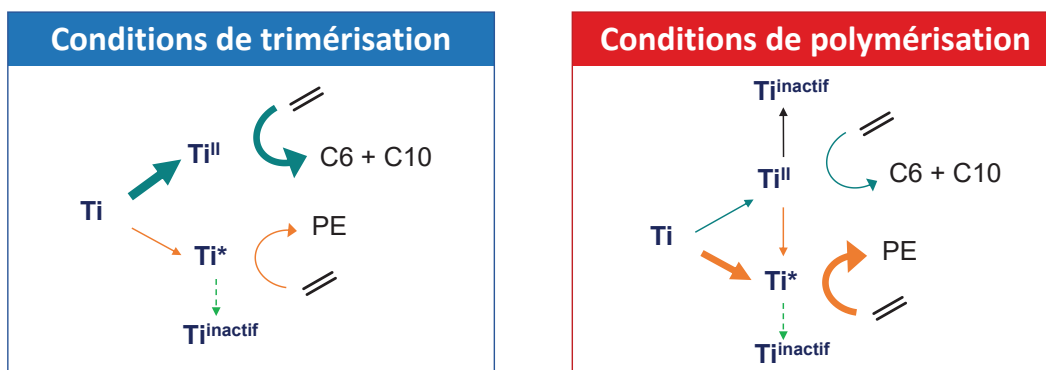 Conditions de trimérisation
Ti
Ti^II
C6 + C10
Ti*
PE
Ti^inactif
Conditions de polymérisation
Ti^inactif
Ti^II
C6 + C10
Ti
Ti*
PE
Ti^inactif